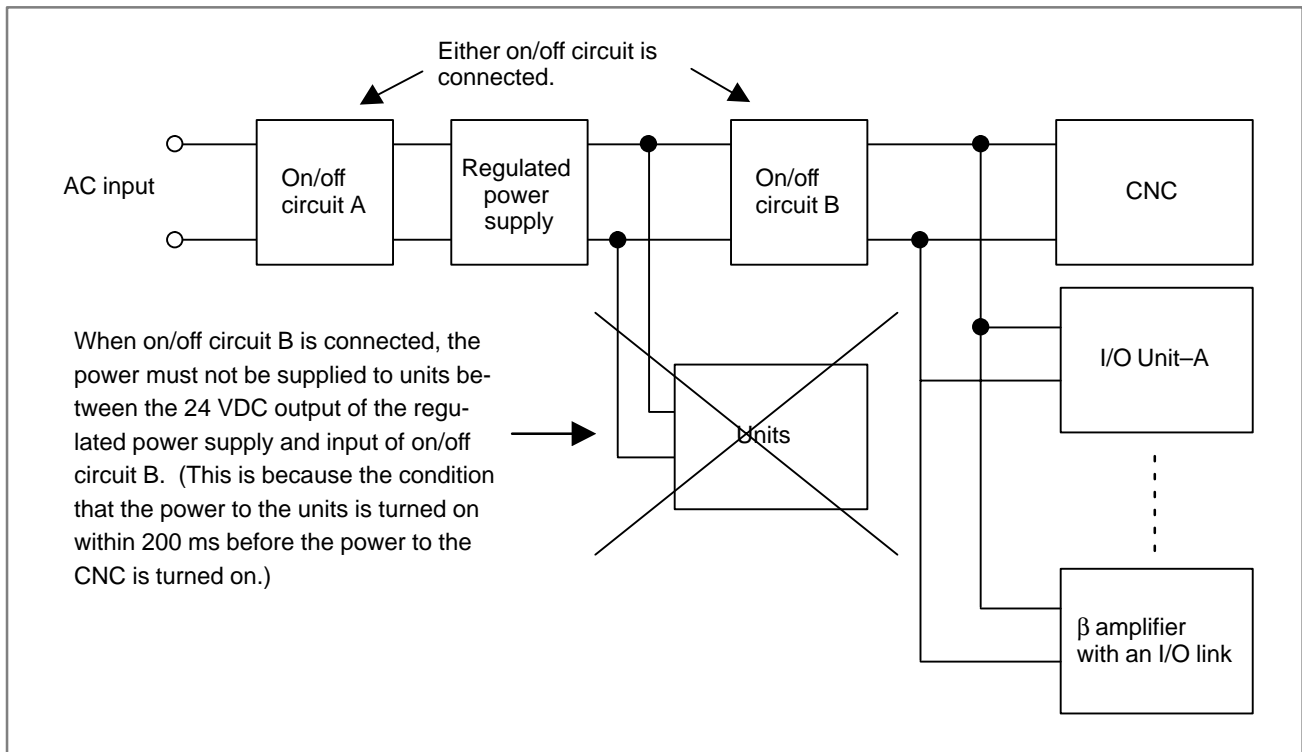 Either on/off circuit is
connected.
AC input
On/off
circuit A
Regulated
power
supply
On/off
circuit B
CNC
I/O Unit–A
When on/off circuit B is connected, the
power must not be supplied to units be-
tween the 24 VDC output of the regu-
lated power supply and input of on/off
circuit B.  (This is because the condition
that the power to the units is turned on
within 200 ms before the power to the
CNC is turned on.)
Units
β amplifier
with an I/O link